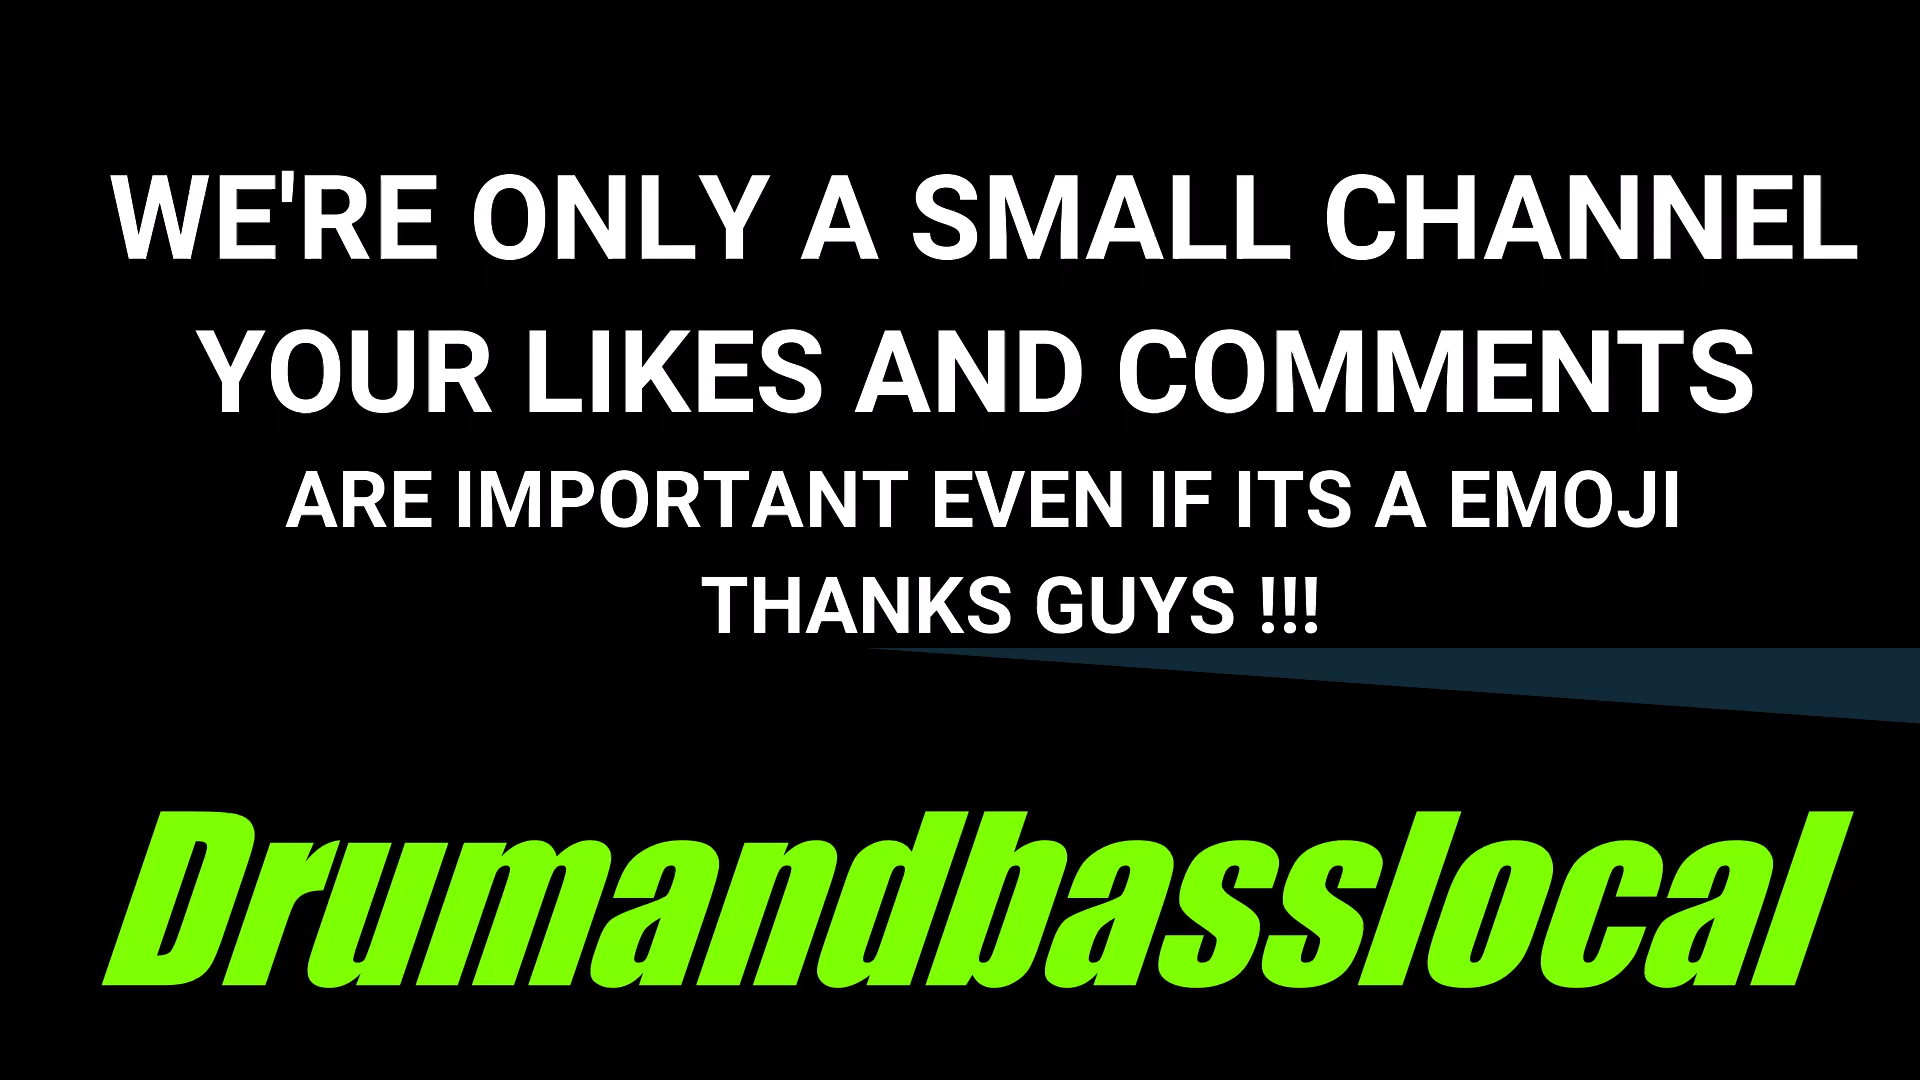 WE'RE ONLY A SMALL CHANNEL
YOUR LIKES AND COMMENTS
ARE IMPORTANT EVEN IF ITS A EMOJI
THANKS GUYS !!!
Drumandbasslocal